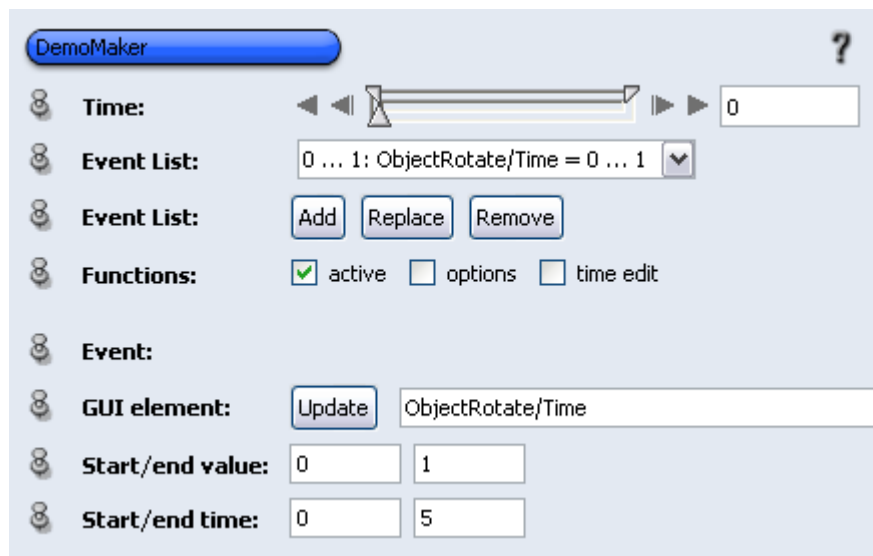 DemoMaker ?
Time: 0
Event List: 0 ... 1: ObjectRotate/Time = 0 ... 1
Event List: Add Replace Remove
Functions: active options time edit
Event:
GUI element: Update ObjectRotate/Time
Start/end value: 0 1
Start/end time: 0 5